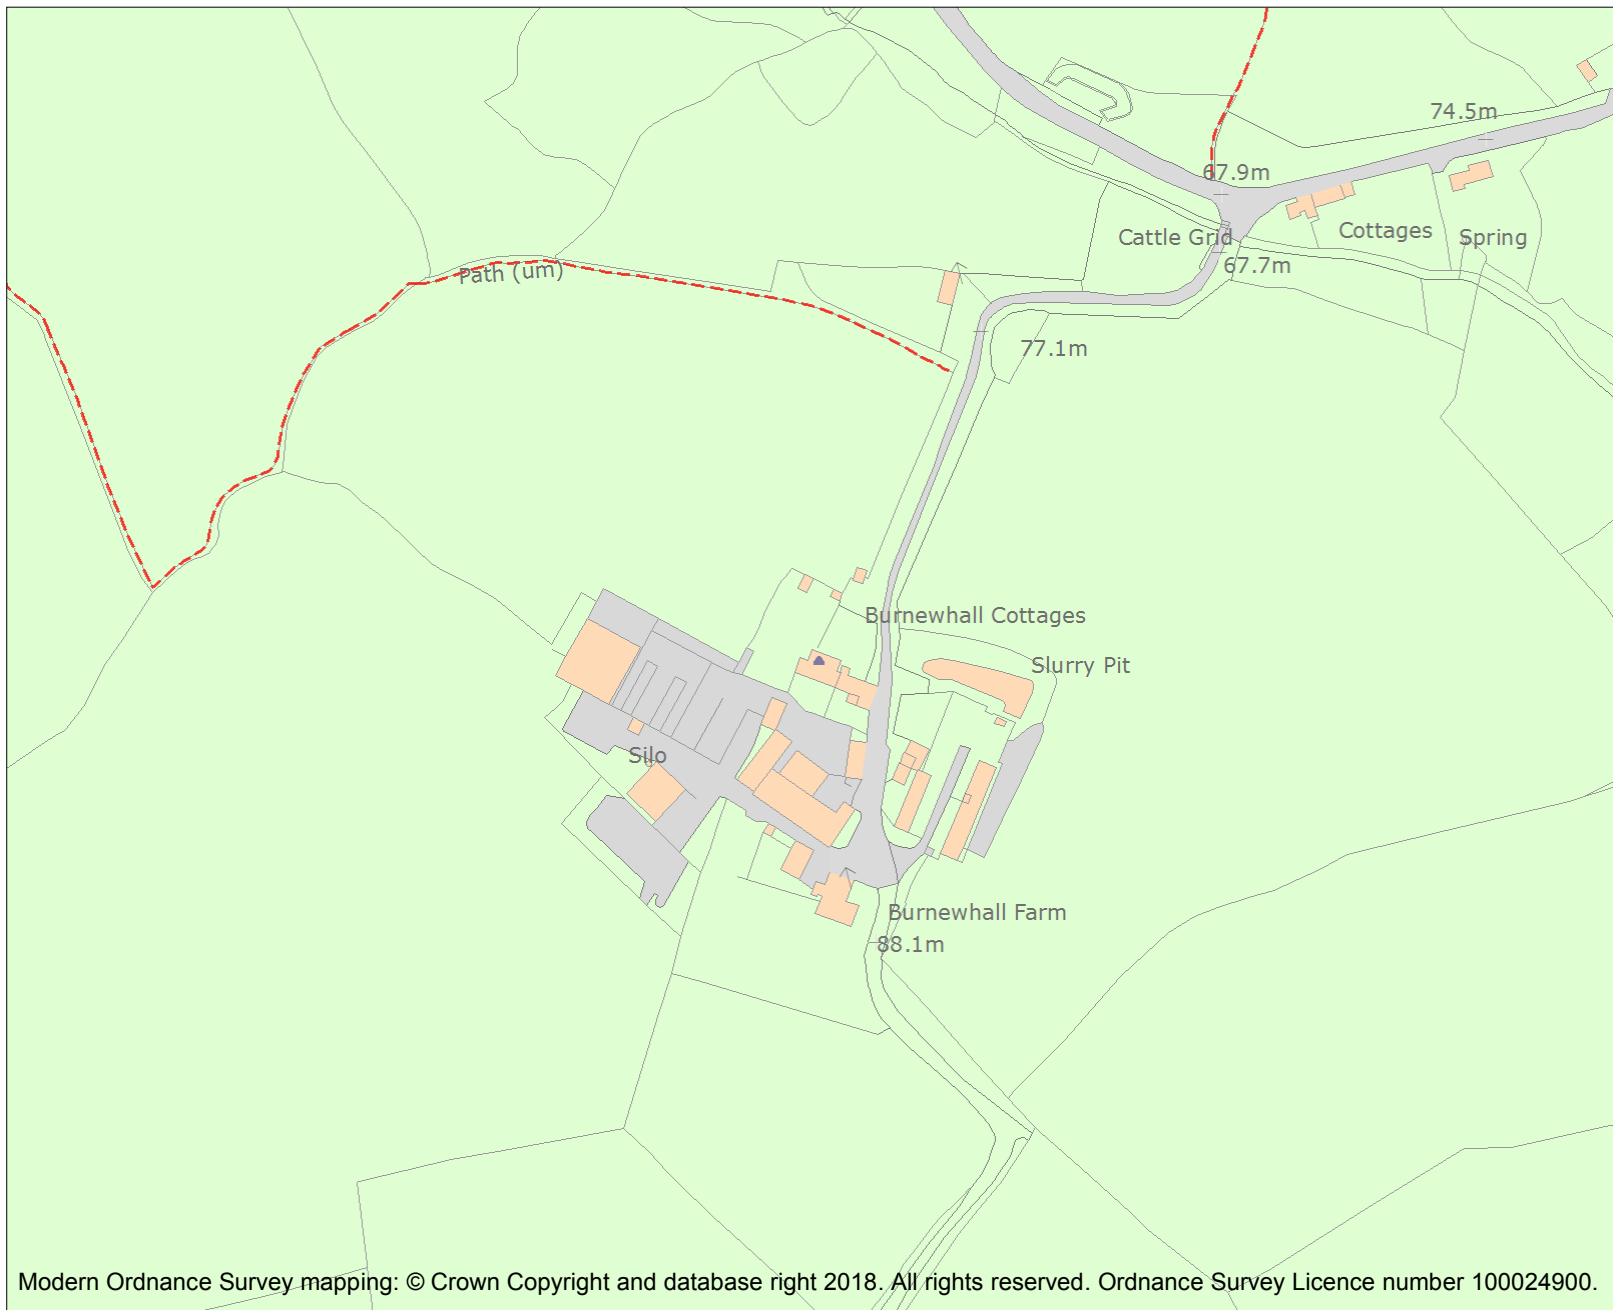 74.5m
67.9m
Cattle Grid
Cottages
Spring
67.7m
Path (um)
77.1m
Burnewhall Cottages
Slurry Pit
Silo
Burnewhall Farm
88.1m
Modern Ordnance Survey mapping: © Crown Copyright and database right 2018. All rights reserved. Ordnance Survey Licence number 100024900.